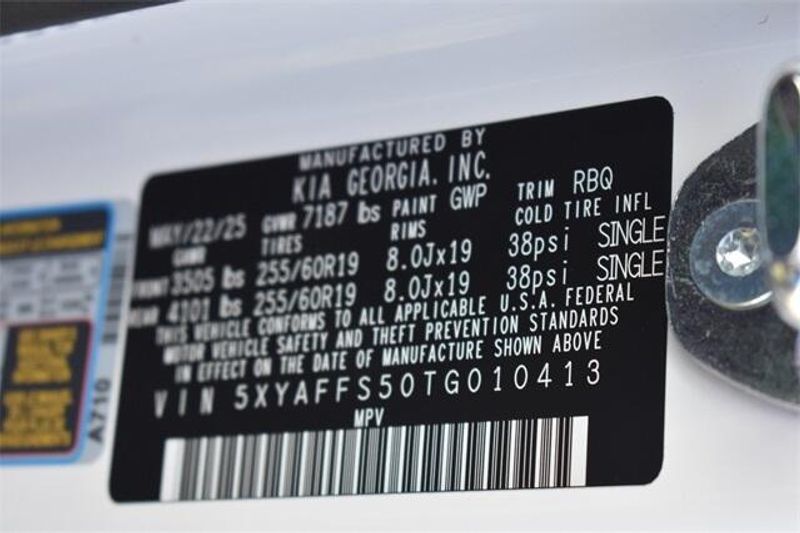 MANUFACTURED BY
KIA GEORGIA, INC.
MAY/22/25 GVWR 7187 lbs PAINT GWP TRIM RBQ
GAWR TIRES RIMS COLD TIRE INFL
FRONT 3505 lbs 255/60R19 8.0Jx19 38psi SINGLE
REAR 4101 lbs 255/60R19 8.0Jx19 38psi SINGLE
THIS VEHICLE CONFORMS TO ALL APPLICABLE U.S.A. FEDERAL
MOTOR VEHICLE SAFETY AND THEFT PREVENTION STANDARDS
IN EFFECT ON THE DATE OF MANUFACTURE SHOWN ABOVE
VIN 5XYAFFS50TG010413
MPV
A710